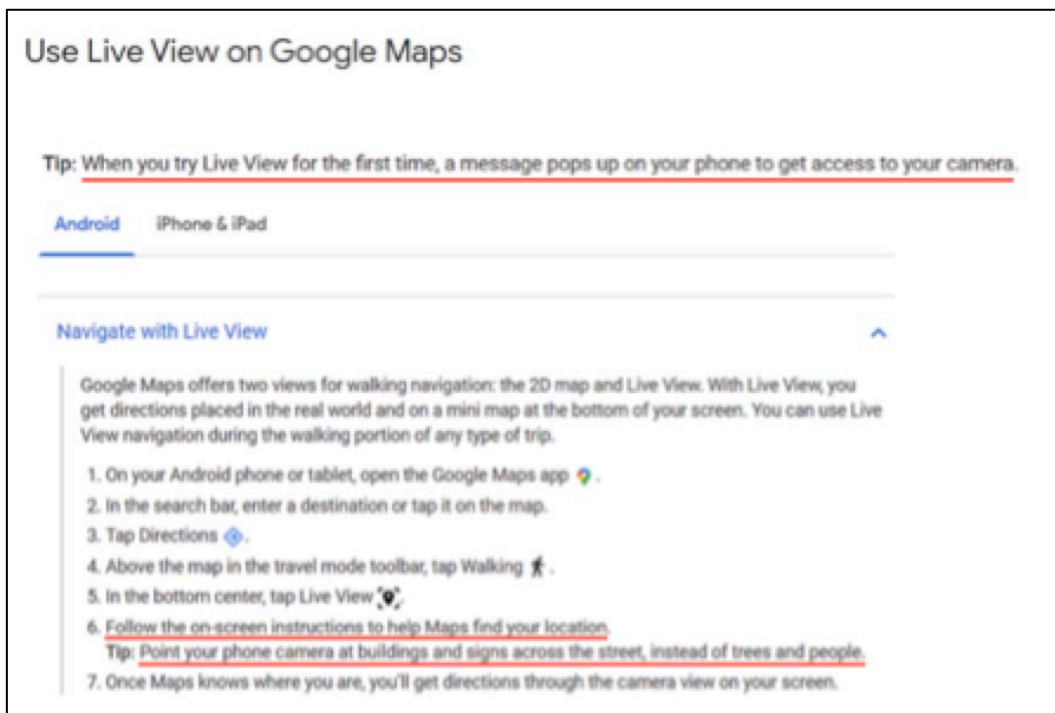 Use Live View on Google Maps
Tip: When you try Live View for the first time, a message pops up on your phone to get access to your camera.
Android iPhone & iPad
Navigate with Live View
Google Maps offers two views for walking navigation: the 2D map and Live View. With Live View, you
get directions placed in the real world and on a mini map at the bottom of your screen. You can use Live
View navigation during the walking portion of any type of trip.
1. On your Android phone or tablet, open the Google Maps app .
2. In the search bar, enter a destination or tap it on the map.
3. Tap Directions .
4. Above the map in the travel mode toolbar, tap Walking .
5. In the bottom center, tap Live View .
6. Follow the on-screen instructions to help Maps find your location.
Tip: Point your phone camera at buildings and signs across the street, instead of trees and people.
7. Once Maps knows where you are, you'll get directions through the camera view on your screen.